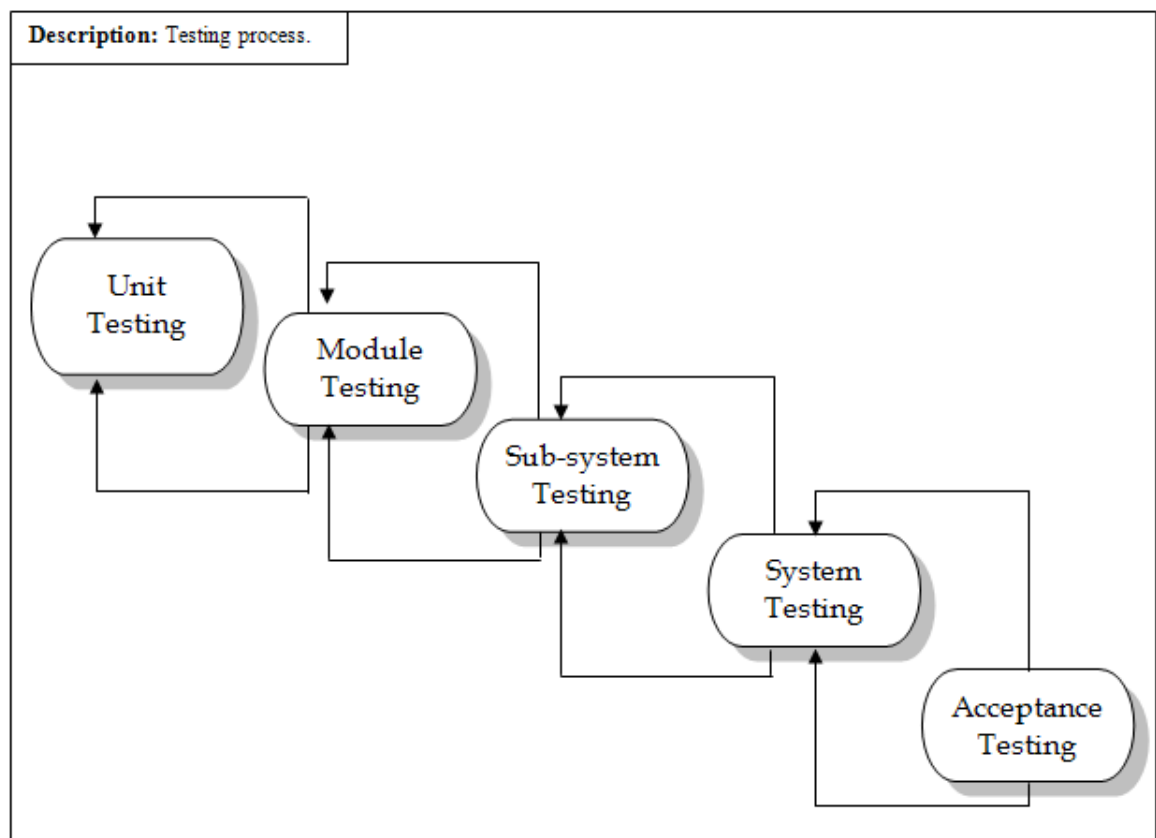 Description: Testing process.
Unit
Testing
Module
Testing
Sub-system
Testing
System
Testing
Acceptance
Testing